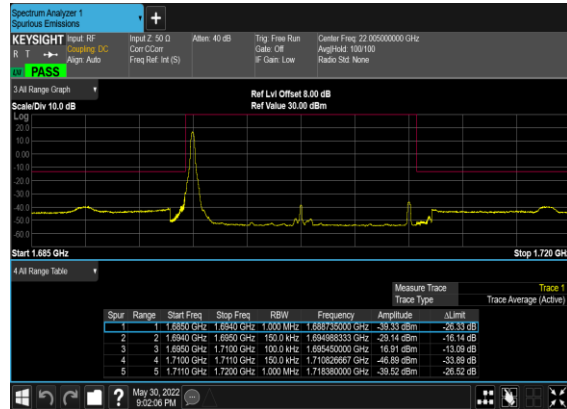 Spectrum Analyzer 1
Spurious Emissions
KEYSIGHT Input: RF Input Z: 50 Ω Atten: 40 dB Trig: Free Run Center Freq: 22.005000000 GHz
R T Coupling: DC Corr CCorr Gate: Off Avg|Hold: 100/100
Align: Auto Freq Ref: Int (S) IF Gain: Low Radio Std: None
PASS
3 All Range Graph
Ref Lvl Offset 8.00 dB
Scale/Div 10.0 dB Ref Value 30.00 dBm
Log
20.0
10.0
0.00
-10.0
-20.0
-30.0
-40.0
-50.0
-60.0
Start 1.685 GHz Stop 1.720 GH
4 All Range Table
Measure Trace Trace 1
Trace Type Trace Average (Active)
Spur Range Start Freq Stop Freq RBW Frequency Amplitude ΔLimit
1 1 1.6850 GHz 1.6940 GHz 1.000 MHz 1.688735000 GHz -39.33 dBm -26.33 dB
2 2 1.6940 GHz 1.6950 GHz 150.0 kHz 1.694988333 GHz -29.14 dBm -16.14 dB
3 3 1.6950 GHz 1.7100 GHz 100.0 kHz 1.695450000 GHz 16.91 dBm -13.09 dB
4 4 1.7100 GHz 1.7110 GHz 150.0 kHz 1.710826667 GHz -46.89 dBm -33.89 dB
5 5 1.7110 GHz 1.7200 GHz 1.000 MHz 1.718380000 GHz -39.52 dBm -26.52 dB
May 30, 2022
9:02:06 PM